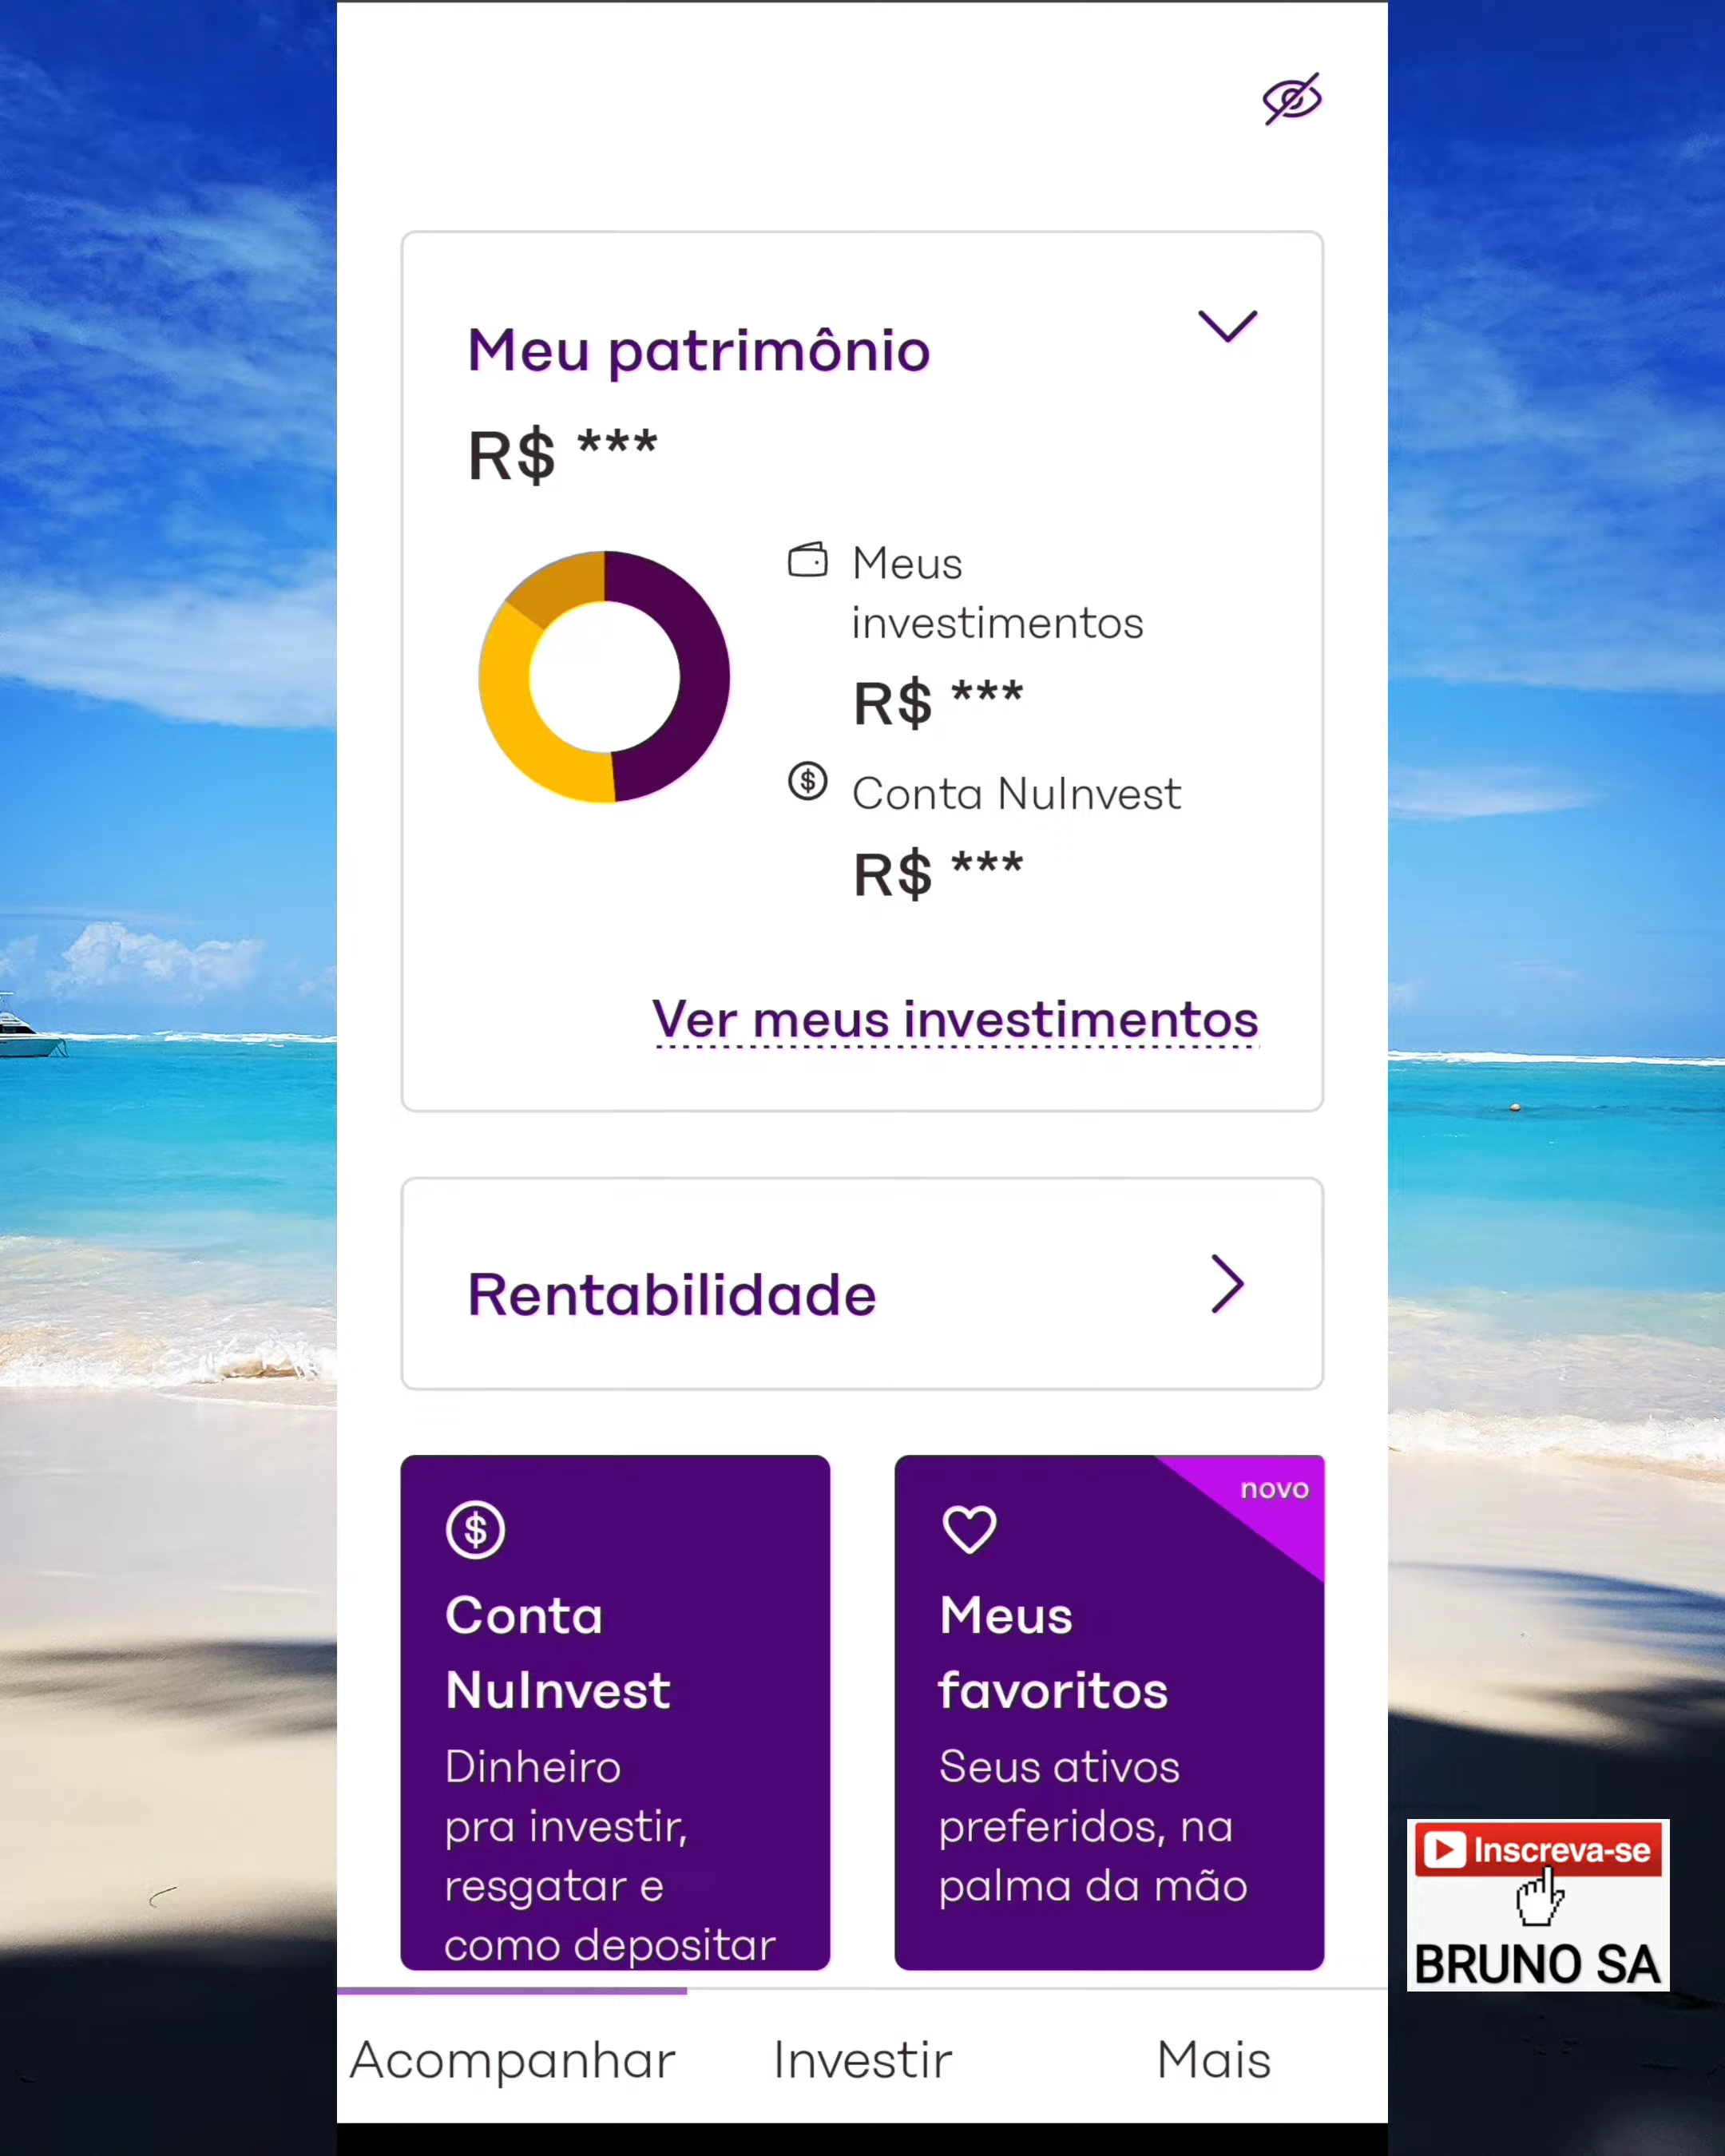 Meu patrimônio
R$ ***
Meus
investimentos
R$ ***
Conta NuInvest
R$ ***
Ver meus investimentos
Rentabilidade
Conta
NuInvest
Dinheiro
pra investir,
resgatar e
como depositar
novo
Meus
favoritos
Seus ativos
preferidos, na
palma da mão
Inscreva-se
BRUNO SA
Acompanhar
Investir
Mais